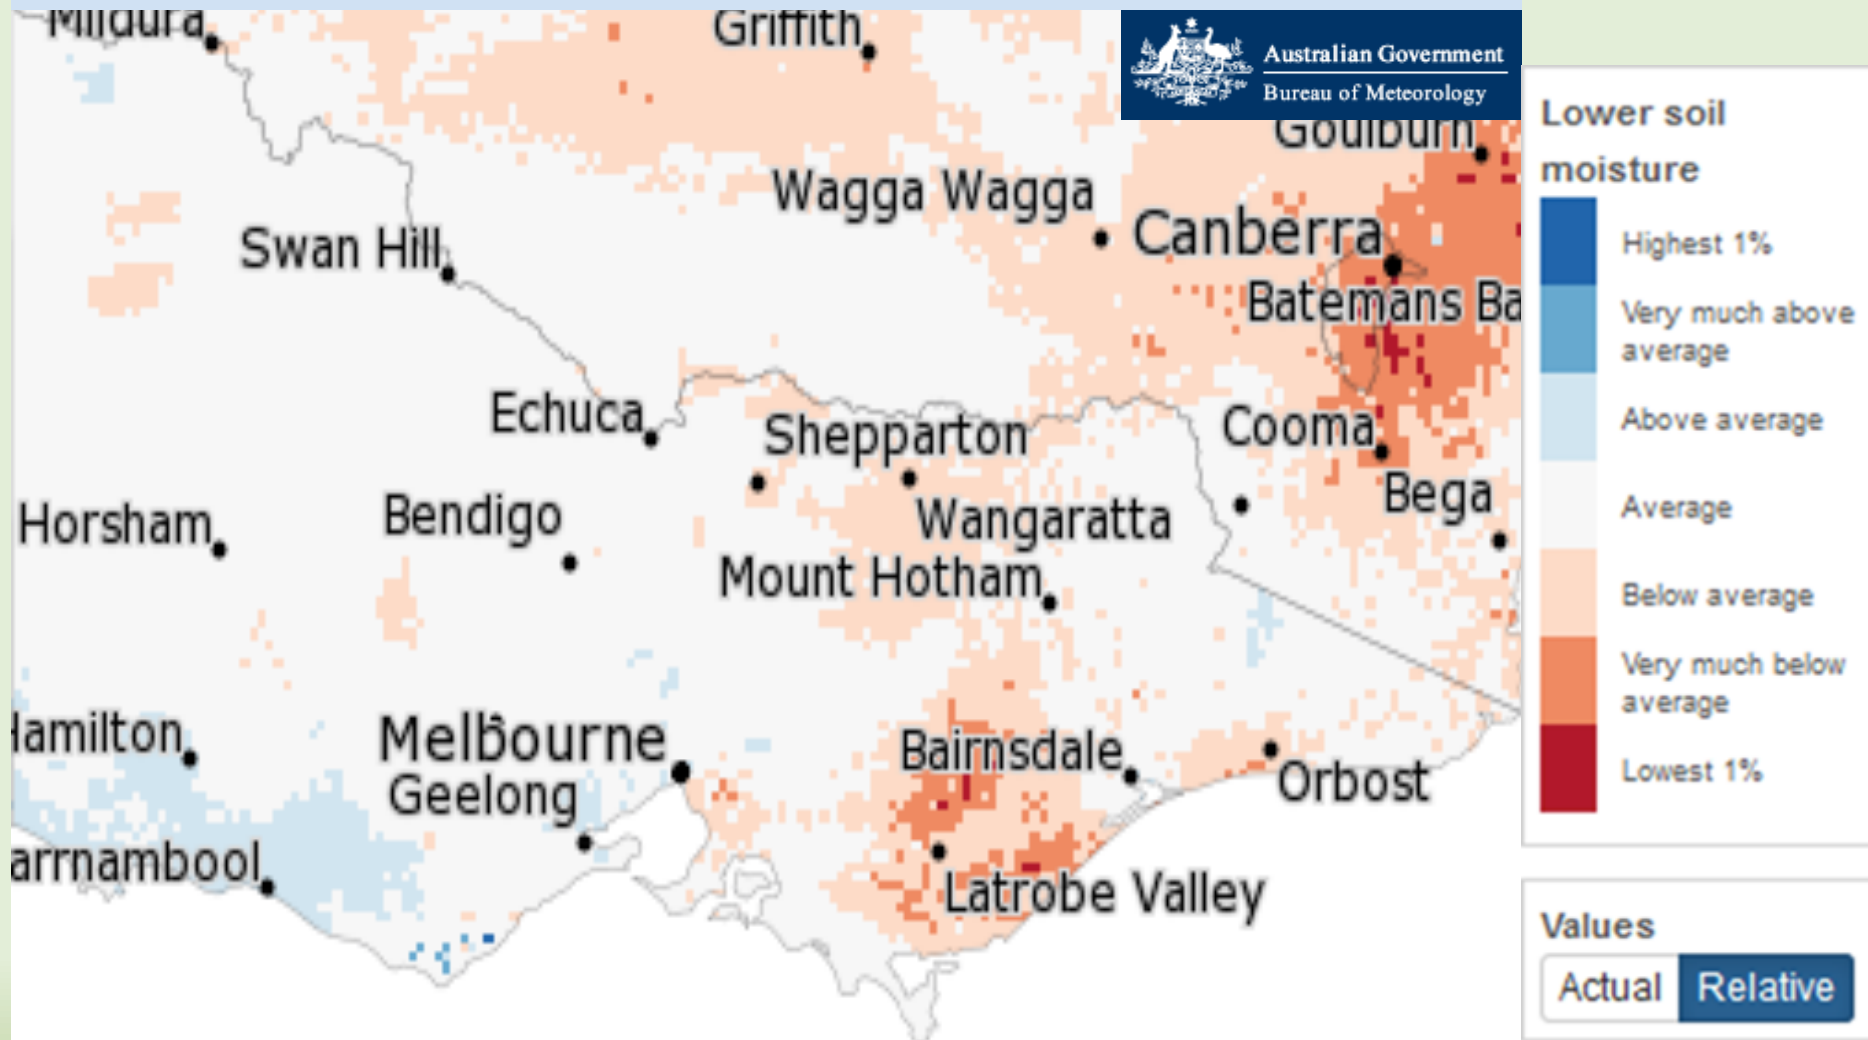 Mildura
Griffith
Australian Government
Bureau of Meteorology
Goulburn
Wagga Wagga
Canberra
Swan Hill
Batemans Ba
Echuca
Shepparton
Cooma
Bega
Horsham
Bendigo
Wangaratta
Mount Hotham
Hamilton
Melbourne
Bairnsdale
Geelong
Orbost
arrnambool
Latrobe Valley
Lower soil
moisture
Highest 1%
Very much above
average
Above average
Average
Below average
Very much below
average
Lowest 1%
Values
Actual
Relative